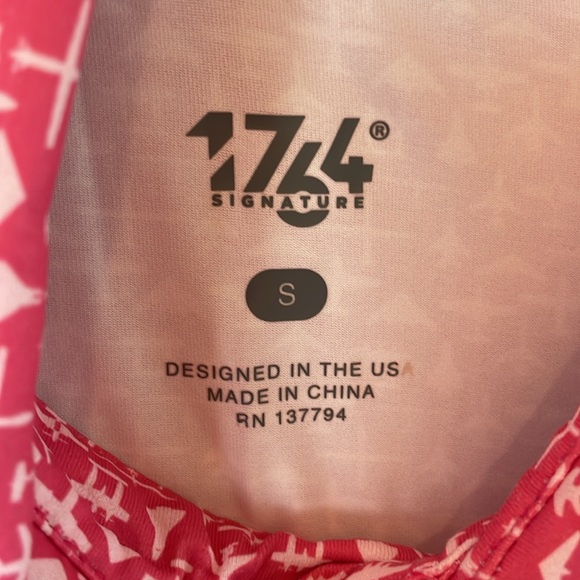 1764®
SIGNATURE
S
DESIGNED IN THE USA
MADE IN CHINA
RN 137794